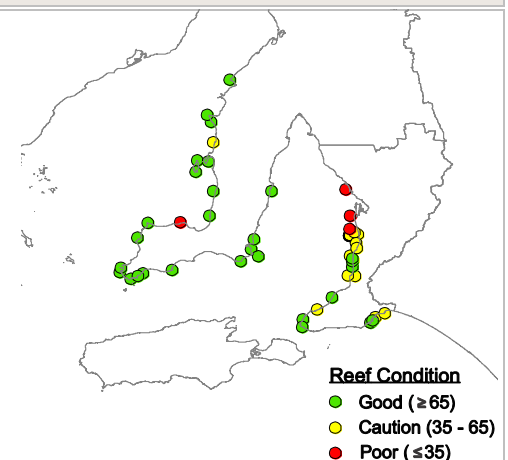 Reef Condition
Good (≥65)
Caution (35 - 65)
Poor (≤35)